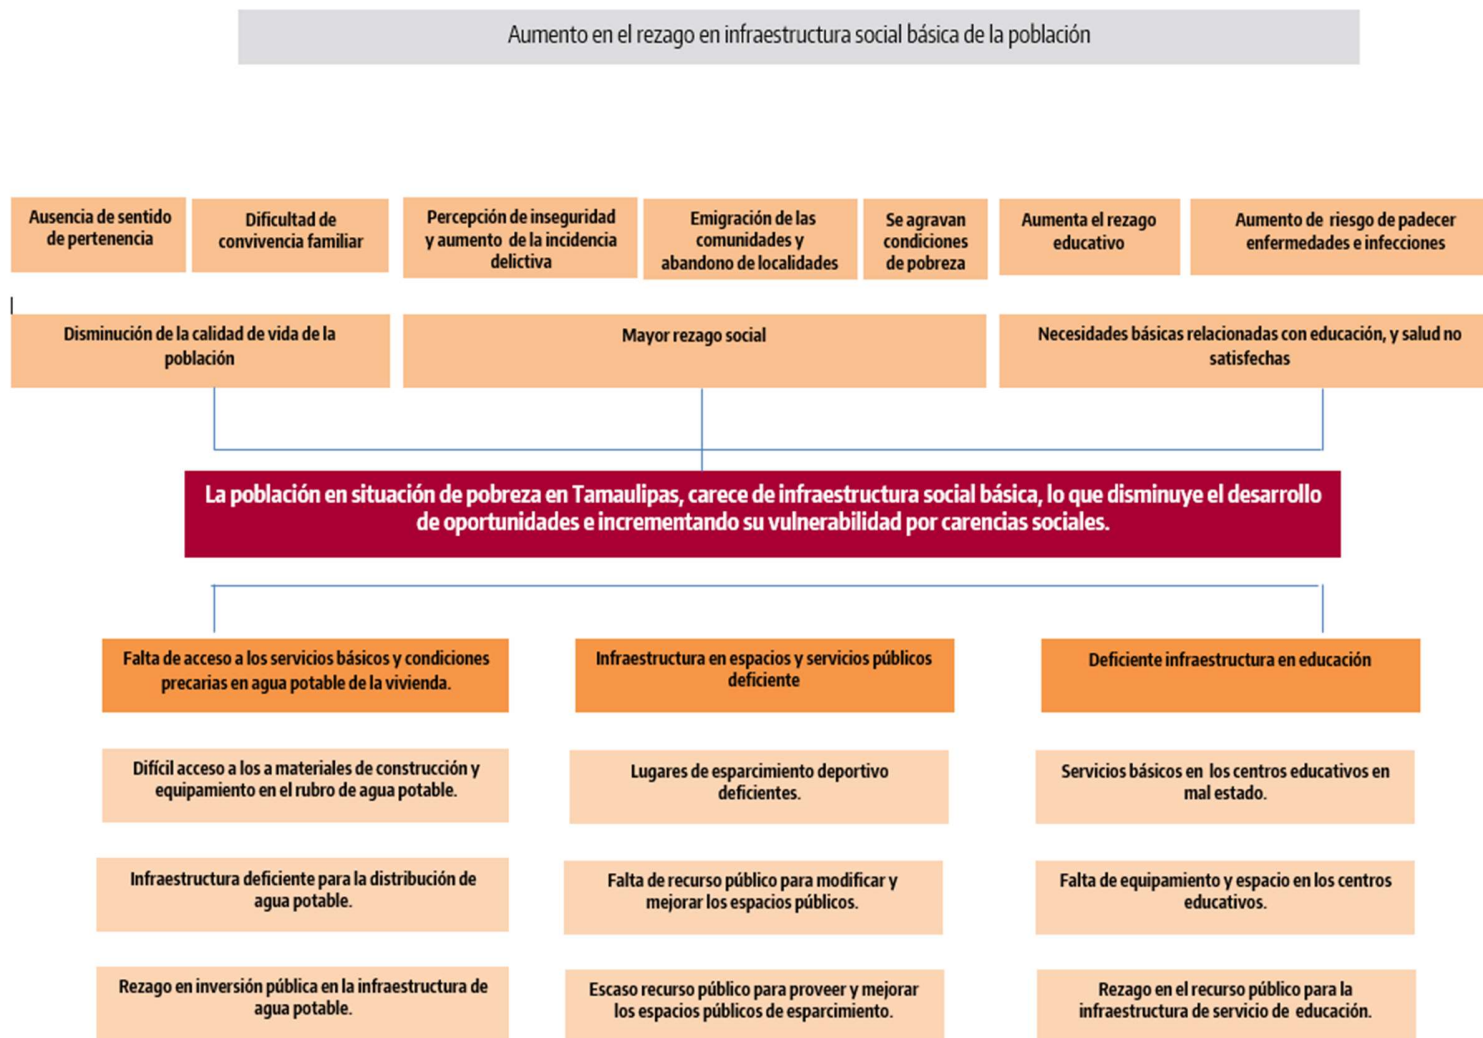 Aumento en el rezago en infraestructura social básica de la población
Ausencia de sentido
de pertenencia
Dificultad de
convivencia familiar
Percepción de inseguridad
y aumento de la incidencia
delictiva
Emigración de las
comunidades y
abandono de localidades
Se agravan
condiciones
de pobreza
Aumenta el rezago
educativo
Aumento de riesgo de padecer
enfermedades e infecciones
Disminución de la calidad de vida de la
población
Mayor rezago social
Necesidades básicas relacionadas con educación, y salud no
satisfechas
La población en situación de pobreza en Tamaulipas, carece de infraestructura social básica, lo que disminuye el desarrollo
de oportunidades e incrementando su vulnerabilidad por carencias sociales.
Falta de acceso a los servicios básicos y condiciones
precarias en agua potable de la vivienda.
Infraestructura en espacios y servicios públicos
deficiente
Deficiente infraestructura en educación
Difícil acceso a los a materiales de construcción y
equipamiento en el rubro de agua potable.
Lugares de esparcimiento deportivo
deficientes.
Servicios básicos en los centros educativos en
mal estado.
Infraestructura deficiente para la distribución de
agua potable.
Falta de recurso público para modificar y
mejorar los espacios públicos.
Falta de equipamiento y espacio en los centros
educativos.
Rezago en inversión pública en la infraestructura de
agua potable.
Escaso recurso público para proveer y mejorar
los espacios públicos de esparcimiento.
Rezago en el recurso público para la
infraestructura de servicio de educación.